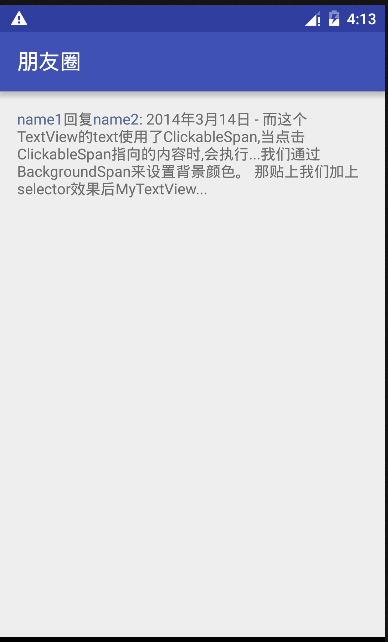 4:13
朋友圈
name1回复name2: 2014年3月14日 - 而这个
TextView的text使用了ClickableSpan,当点击
ClickableSpan指向的内容时,会执行...我们通过
BackgroundSpan来设置背景颜色。 那贴上我们加上
selector效果后MyTextView...